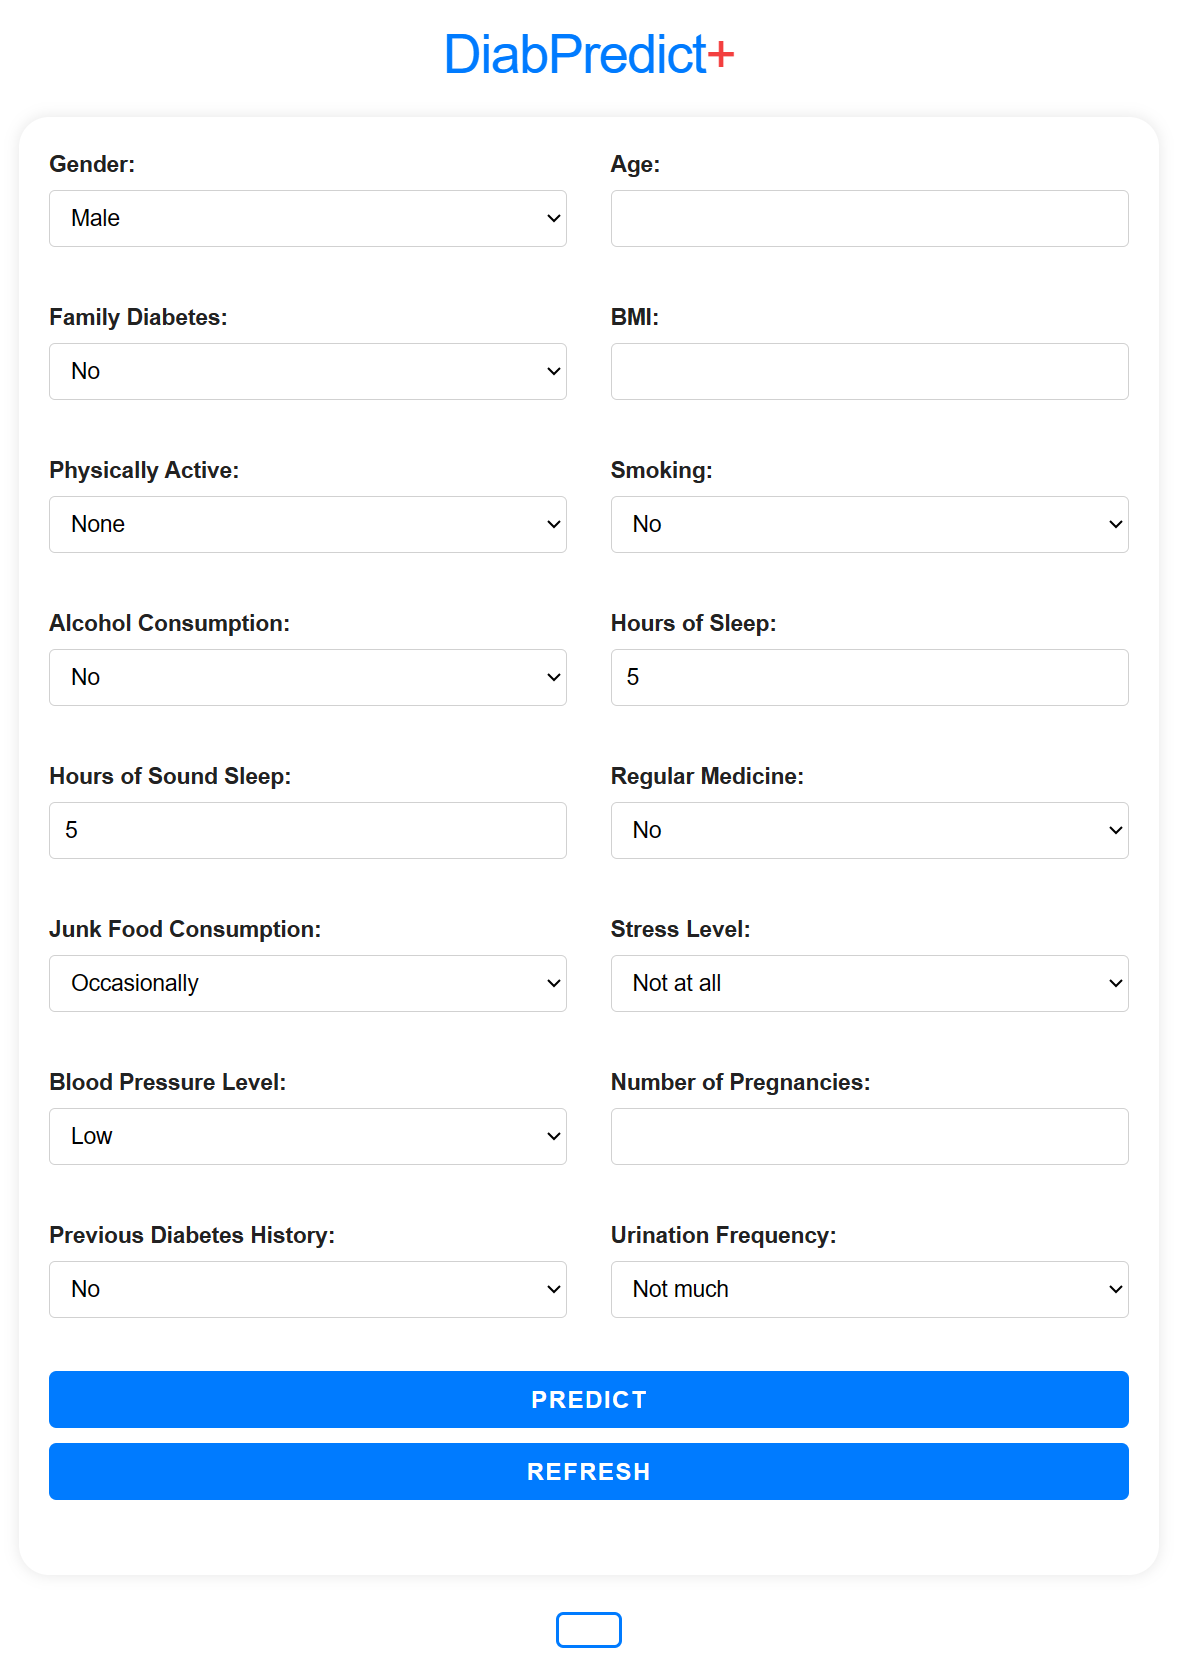 DiabPredict+
Gender:
Male
Age:
Family Diabetes:
No
BMI:
Physically Active:
None
Smoking:
No
Alcohol Consumption:
No
Hours of Sleep:
5
Hours of Sound Sleep:
5
Regular Medicine:
No
Junk Food Consumption:
Occasionally
Stress Level:
Not at all
Blood Pressure Level:
Low
Number of Pregnancies:
Previous Diabetes History:
No
Urination Frequency:
Not much
PREDICT
REFRESH